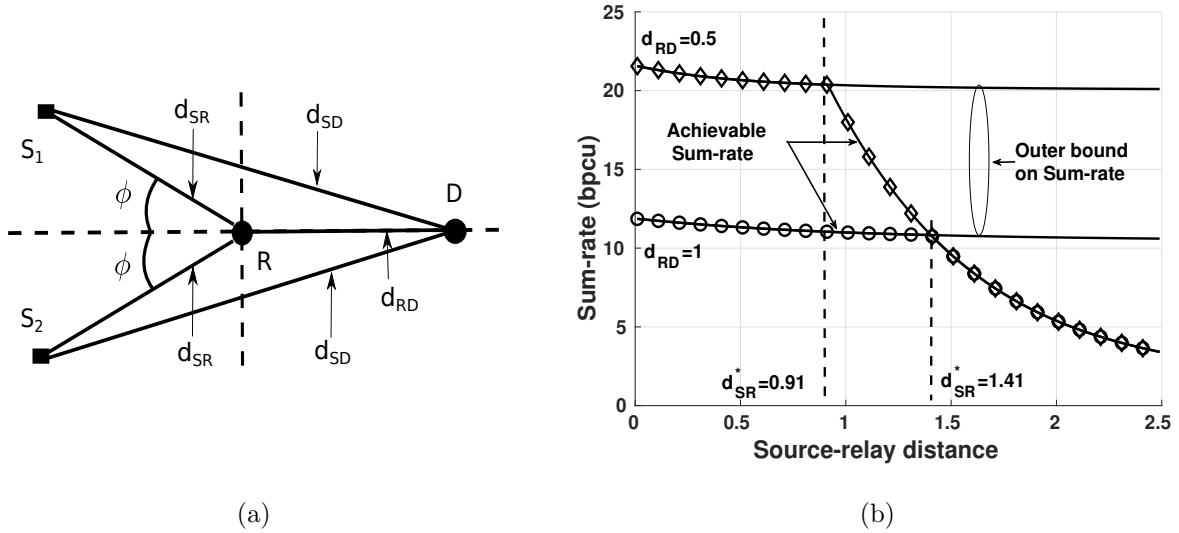 S1
S2
ϕ
ϕ
dSR
dSR
dSD
dSD
dRD
R
D
(a)
Sum-rate (bpcu)
25
20
15
10
5
0
dRD=0.5
Achievable
Sum-rate
Outer bound
on Sum-rate
dRD=1
d*SR=0.91
d*SR=1.41
0
0.5
1
1.5
2
2.5
Source-relay distance
(b)